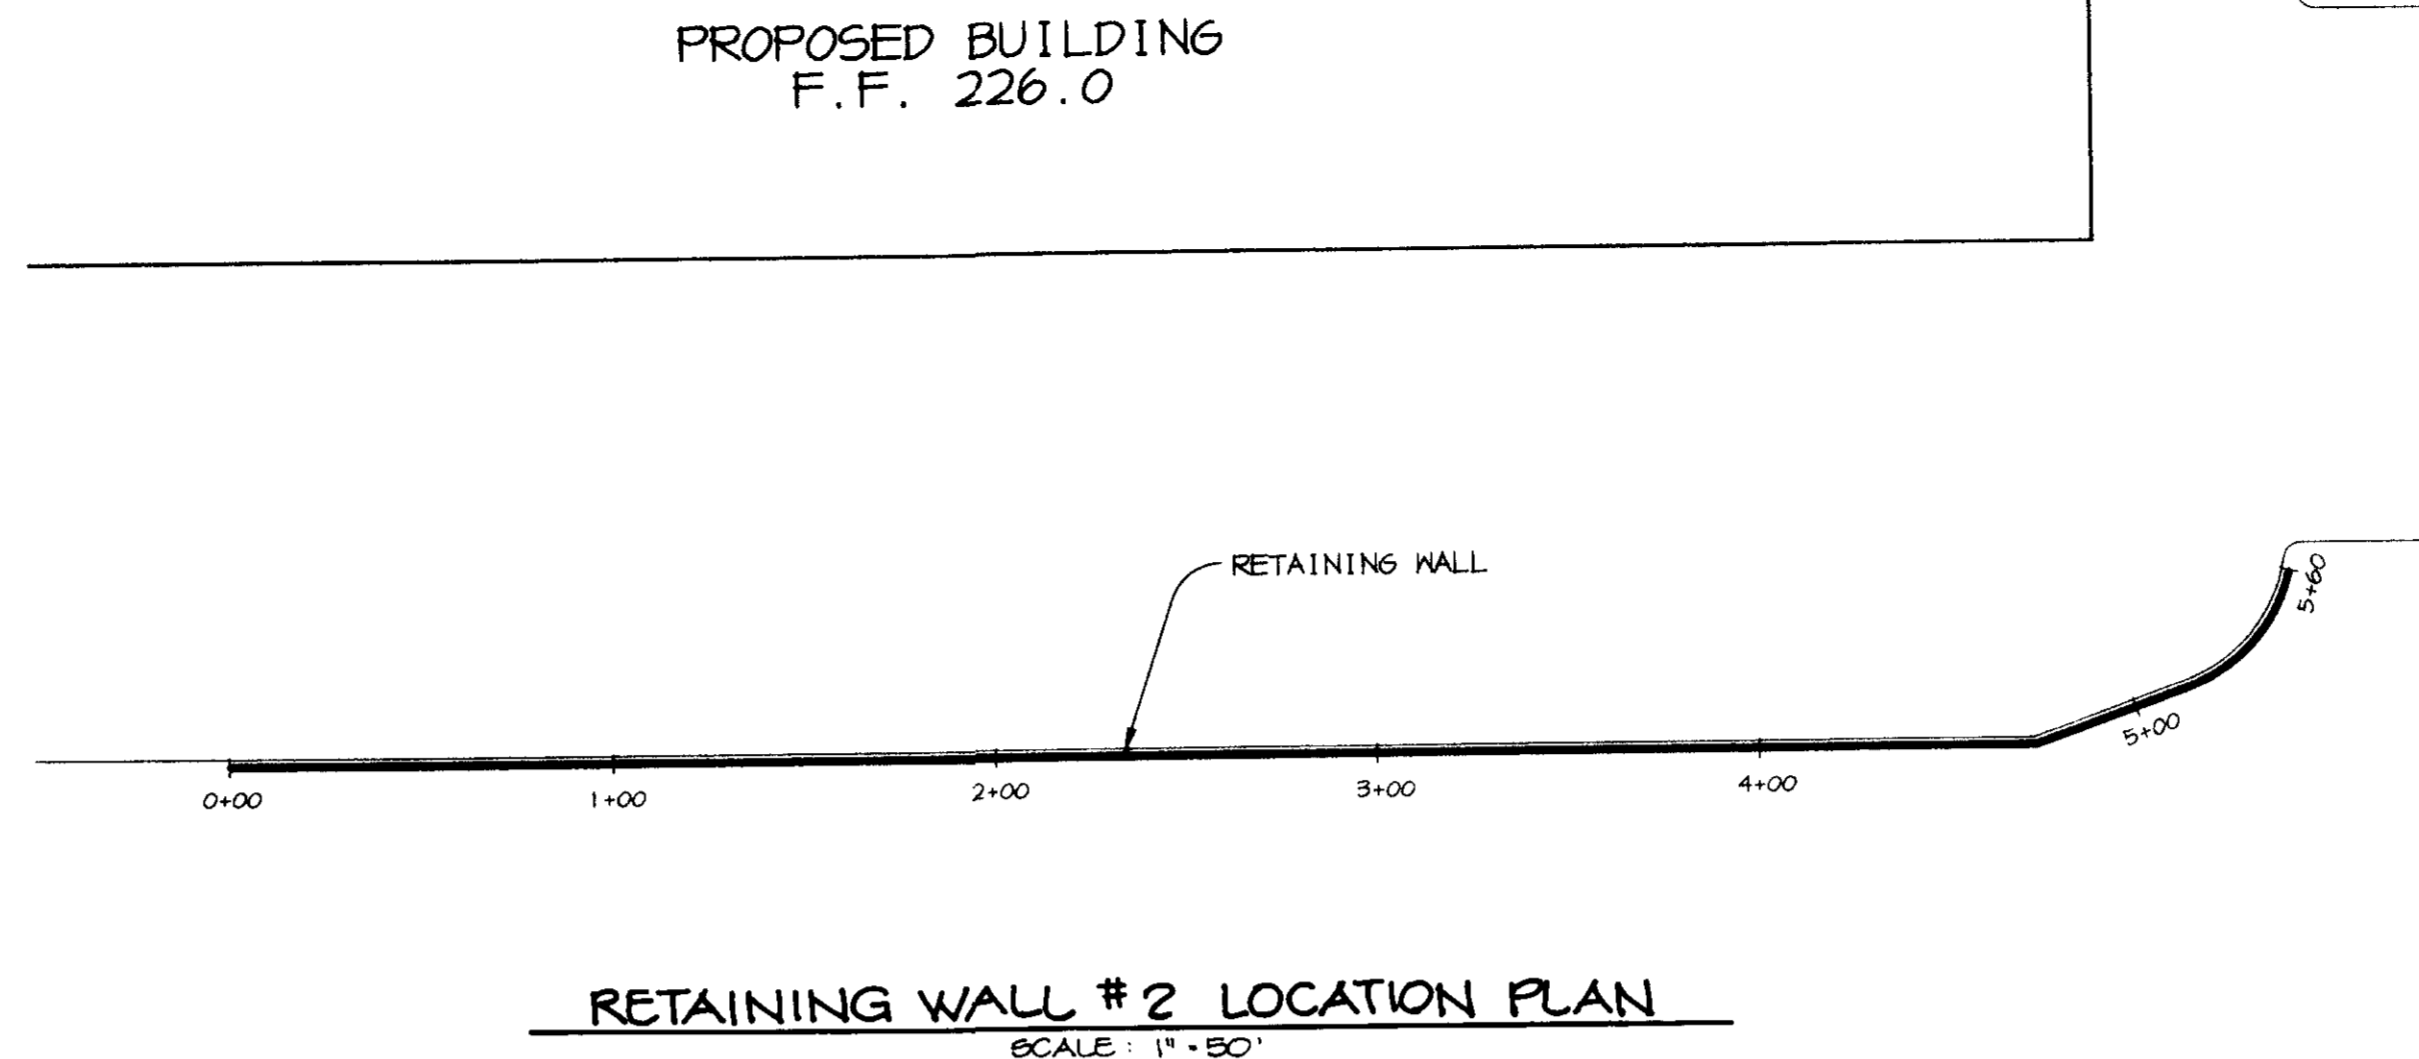 PROPOSED BUILDING
F.F. 226.0
RETAINING WALL
5+60
5+00
0+00
1+00
2+00
3+00
4+00
RETAINING WALL #2 LOCATION PLAN
SCALE: 1"=50'